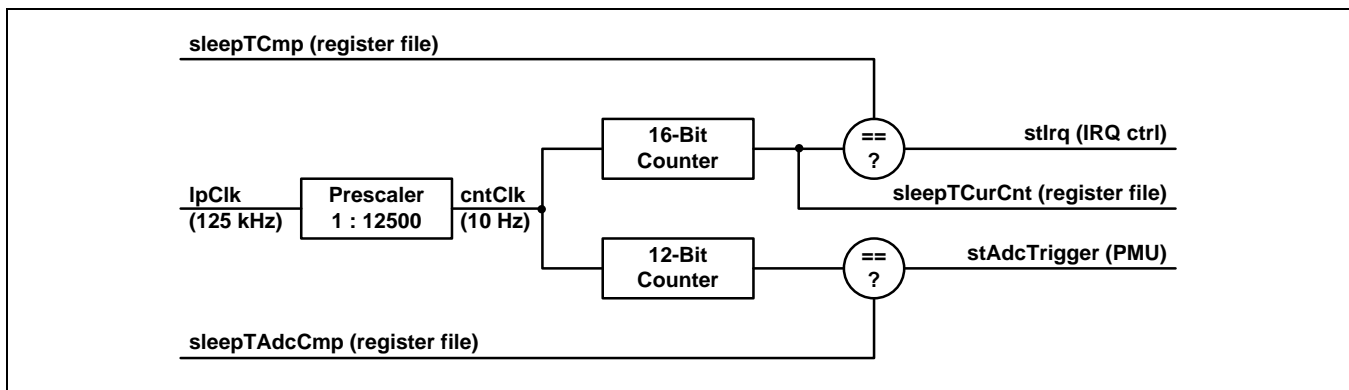 sleepTCmp (register file)
16-Bit
Counter
==
?
stIrq (IRQ ctrl)
lpClk
(125 kHz)
Prescaler
1 : 12500
cntClk
(10 Hz)
sleepTCurCnt (register file)
12-Bit
Counter
==
?
stAdcTrigger (PMU)
sleepTAdcCmp (register file)